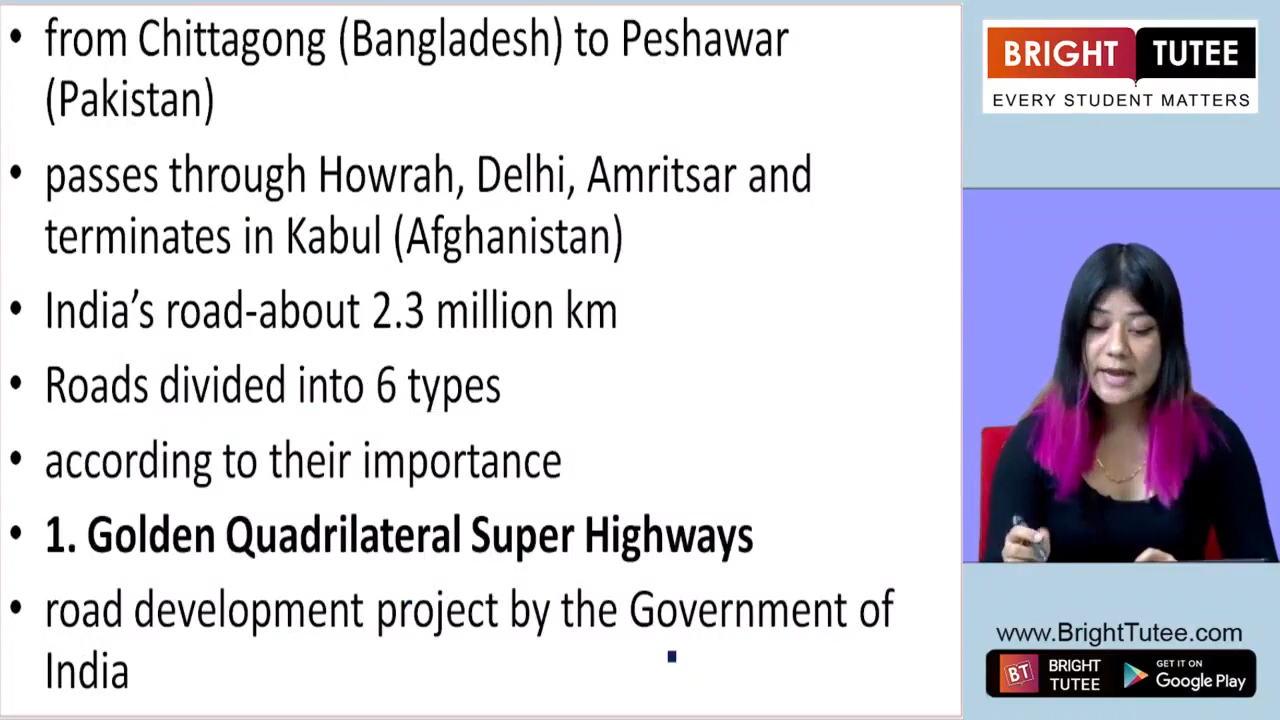 • from Chittagong (Bangladesh) to Peshawar
(Pakistan)
• passes through Howrah, Delhi, Amritsar and
terminates in Kabul (Afghanistan)
• India’s road-about 2.3 million km
• Roads divided into 6 types
• according to their importance
• 1. Golden Quadrilateral Super Highways
• road development project by the Government of
India
BRIGHT TUTEE
EVERY STUDENT MATTERS
www.BrightTutee.com
BT BRIGHT TUTEE
GET IT ON
Google Play